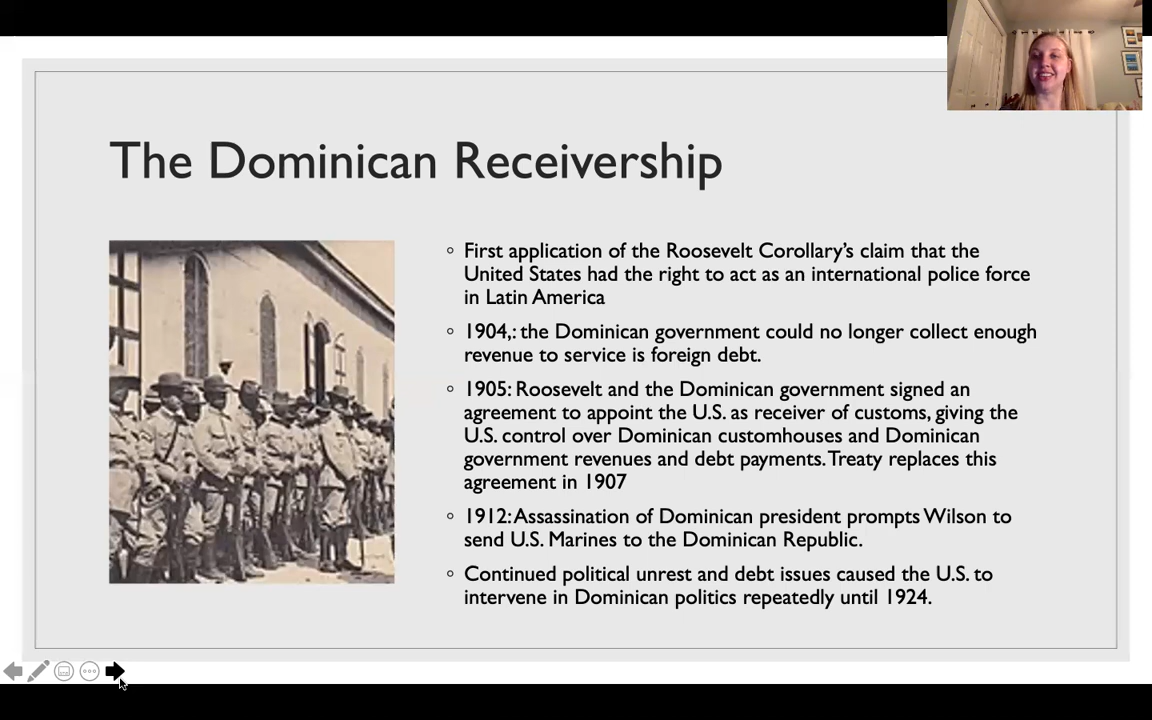 The Dominican Receivership
◦ First application of the Roosevelt Corollary’s claim that the
United States had the right to act as an international police force
in Latin America
◦ 1904,: the Dominican government could no longer collect enough
revenue to service is foreign debt.
◦ 1905: Roosevelt and the Dominican government signed an
agreement to appoint the U.S. as receiver of customs, giving the
U.S. control over Dominican customhouses and Dominican
government revenues and debt payments. Treaty replaces this
agreement in 1907
◦ 1912: Assassination of Dominican president prompts Wilson to
send U.S. Marines to the Dominican Republic.
◦ Continued political unrest and debt issues caused the U.S. to
intervene in Dominican politics repeatedly until 1924.